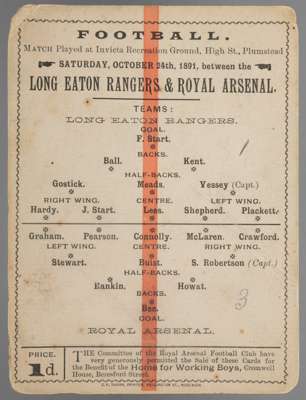 FOOTBALL.
MATCH Played at Invicta Recreation Ground, High St., Plumstead
SATURDAY, OCTOBER 24th, 1891, between the
LONG EATON RANGERS & ROYAL ARSENAL.
TEAMS:
LONG EATON RANGERS.
GOAL.
F. Start.
BACKS.
Ball. Kent.
HALF-BACKS.
Gostick. Meads. Vessey (Capt.)
RIGHT WING. CENTRE. LEFT WING.
Hardy. J. Start. Lees. Shepherd. Plackett.
Graham. Pearson. Connolly. McLaren. Crawford.
LEFT WING. CENTRE. RIGHT WING.
Stewart. Buist. S. Robertson (Capt.)
HALF-BACKS.
Rankin. Howat.
BACKS.
Bee.
GOAL.
ROYAL ARSENAL.
3
PRICE.
1d.
THE Committee of the Royal Arsenal Football Club have
very generously permitted the Sale of these Cards for
the Benefit of the Home for Working Boys, Cromwell
House, Beresford Street.